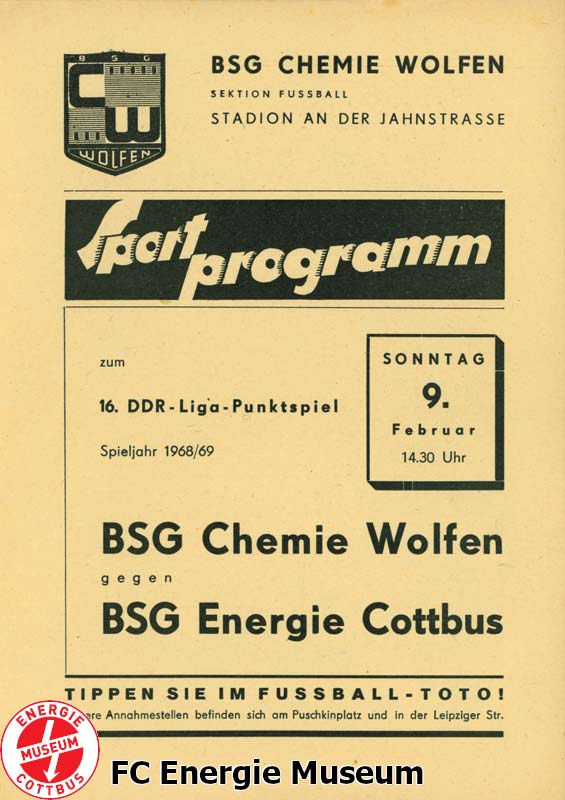 BSG
CW
WOLFEN
BSG CHEMIE WOLFEN
SEKTION FUSSBALL
STADION AN DER JAHNSTRASSE
Sport
programm
zum
16. DDR-Liga-Punktspiel
Spieljahr 1968/69
SONNTAG
9.
Februar
14.30 Uhr
BSG Chemie Wolfen
gegen
BSG Energie Cottbus
TIPPEN SIE IM FUSSBALL-TOTO!
Annahmestellen befinden sich am Puschkinplatz und in der Leipziger Str.
ENERGIE
MUSEUM
COTTBUS
FC Energie Museum